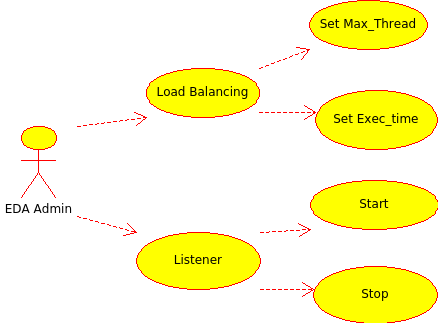 Set Max_Thread
Load Balancing
Set Exec_time
EDA Admin
Start
Listener
Stop